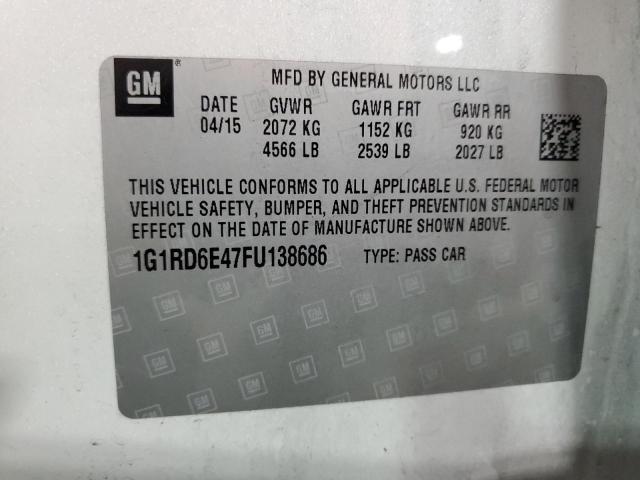 GM
MFD BY GENERAL MOTORS LLC
DATE GVWR GAWR FRT GAWR RR
04/15 2072 KG 1152 KG 920 KG
4566 LB 2539 LB 2027 LB
THIS VEHICLE CONFORMS TO ALL APPLICABLE U.S. FEDERAL MOTOR
VEHICLE SAFETY, BUMPER, AND THEFT PREVENTION STANDARDS IN
EFFECT ON THE DATE OF MANUFACTURE SHOWN ABOVE.
1G1RD6E47FU138686 TYPE: PASS CAR